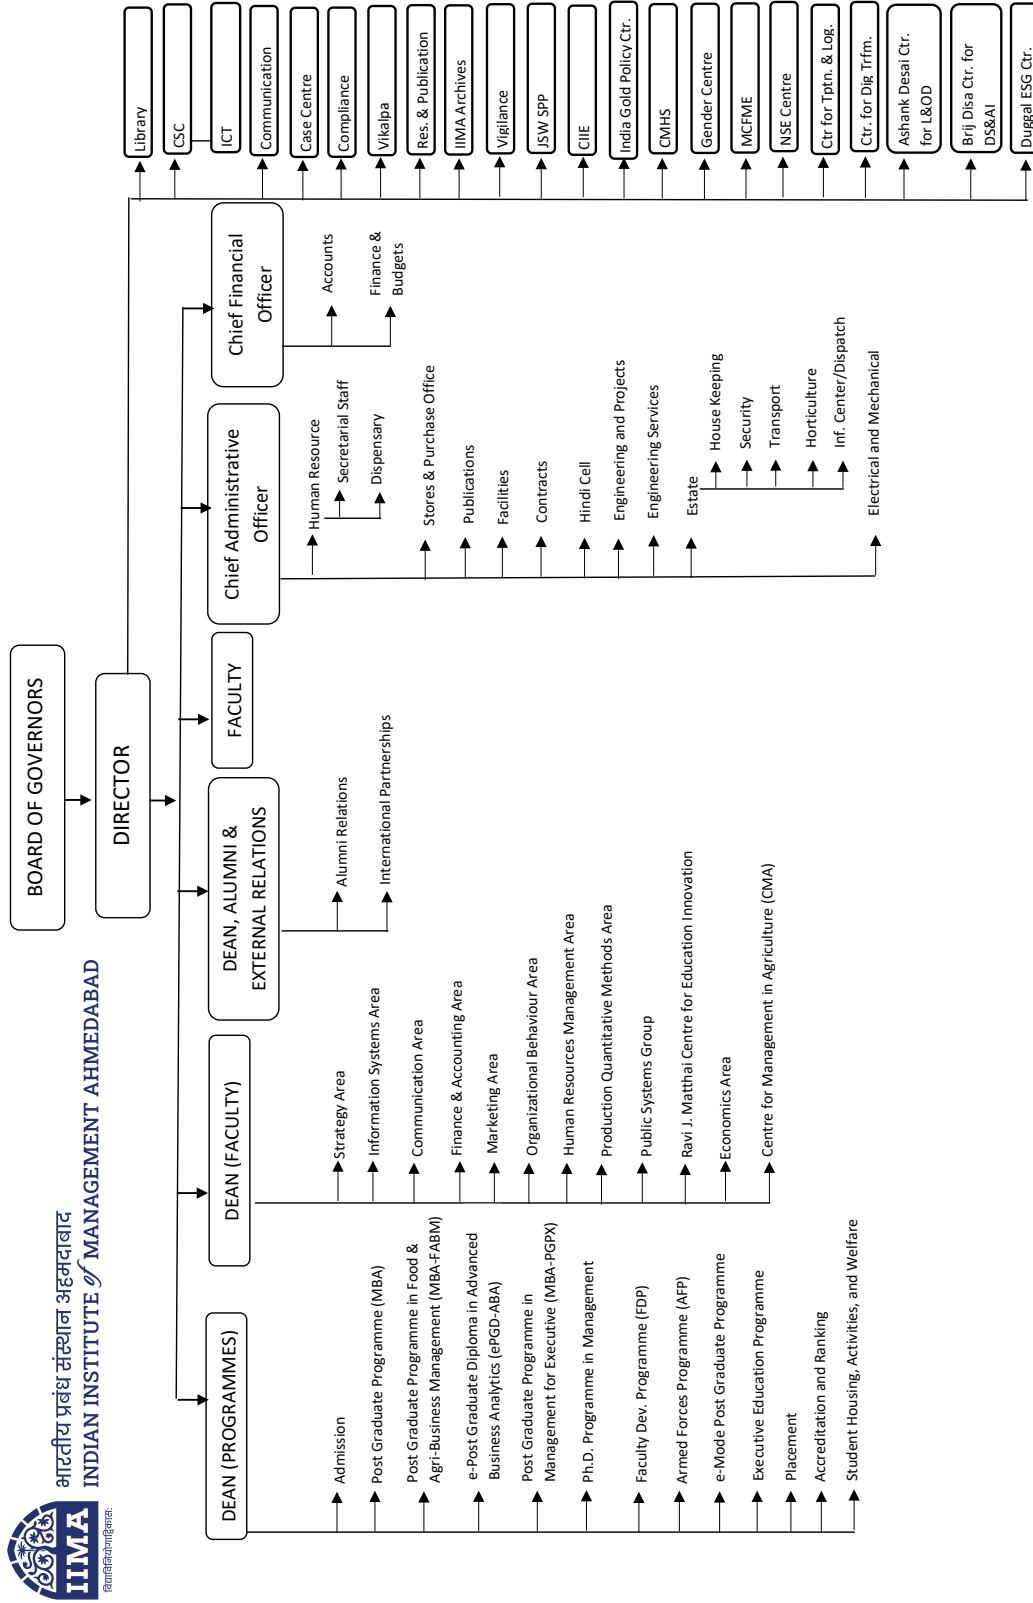 IIMA
विद्याविनियोगाद्विकास:
भारतीय प्रबंध संस्थान अहमदाबाद
INDIAN INSTITUTE of MANAGEMENT AHMEDABAD
BOARD OF GOVERNORS
DIRECTOR
DEAN (PROGRAMMES)
Admission
Post Graduate Programme (MBA)
Post Graduate Programme in Food &
Agri-Business Management (MBA-FABM)
e-Post Graduate Diploma in Advanced
Business Analytics (ePGD-ABA)
Post Graduate Programme in
Management for Executive (MBA-PGPX)
Ph.D. Programme in Management
Faculty Dev. Programme (FDP)
Armed Forces Programme (AFP)
e-Mode Post Graduate Programme
Executive Education Programme
Placement
Accreditation and Ranking
Student Housing, Activities, and Welfare
DEAN (FACULTY)
Strategy Area
Information Systems Area
Communication Area
Finance & Accounting Area
Marketing Area
Organizational Behaviour Area
Human Resources Management Area
Production Quantitative Methods Area
Public Systems Group
Ravi J. Matthai Centre for Education Innovation
Economics Area
Centre for Management in Agriculture (CMA)
DEAN, ALUMNI &
EXTERNAL RELATIONS
Alumni Relations
International Partnerships
FACULTY
Chief Administrative
Officer
Human Resource
Secretarial Staff
Dispensary
Stores & Purchase Office
Publications
Facilities
Contracts
Hindi Cell
Engineering and Projects
Engineering Services
Estate
House Keeping
Security
Transport
Horticulture
Inf. Center/Dispatch
Electrical and Mechanical
Chief Financial
Officer
Accounts
Finance &
Budgets
Library
CSC
ICT
Communication
Case Centre
Compliance
Vikalpa
Res. & Publication
IIMA Archives
Vigilance
JSW SPP
CIIE
India Gold Policy Ctr.
CMHS
Gender Centre
MCFME
NSE Centre
Ctr for Tptn. & Log.
Ctr. for Dig Trfm.
Ashank Desai Ctr.
for L&OD
Brij Disa Ctr. for
DS&AI
Duggal ESG Ctr.